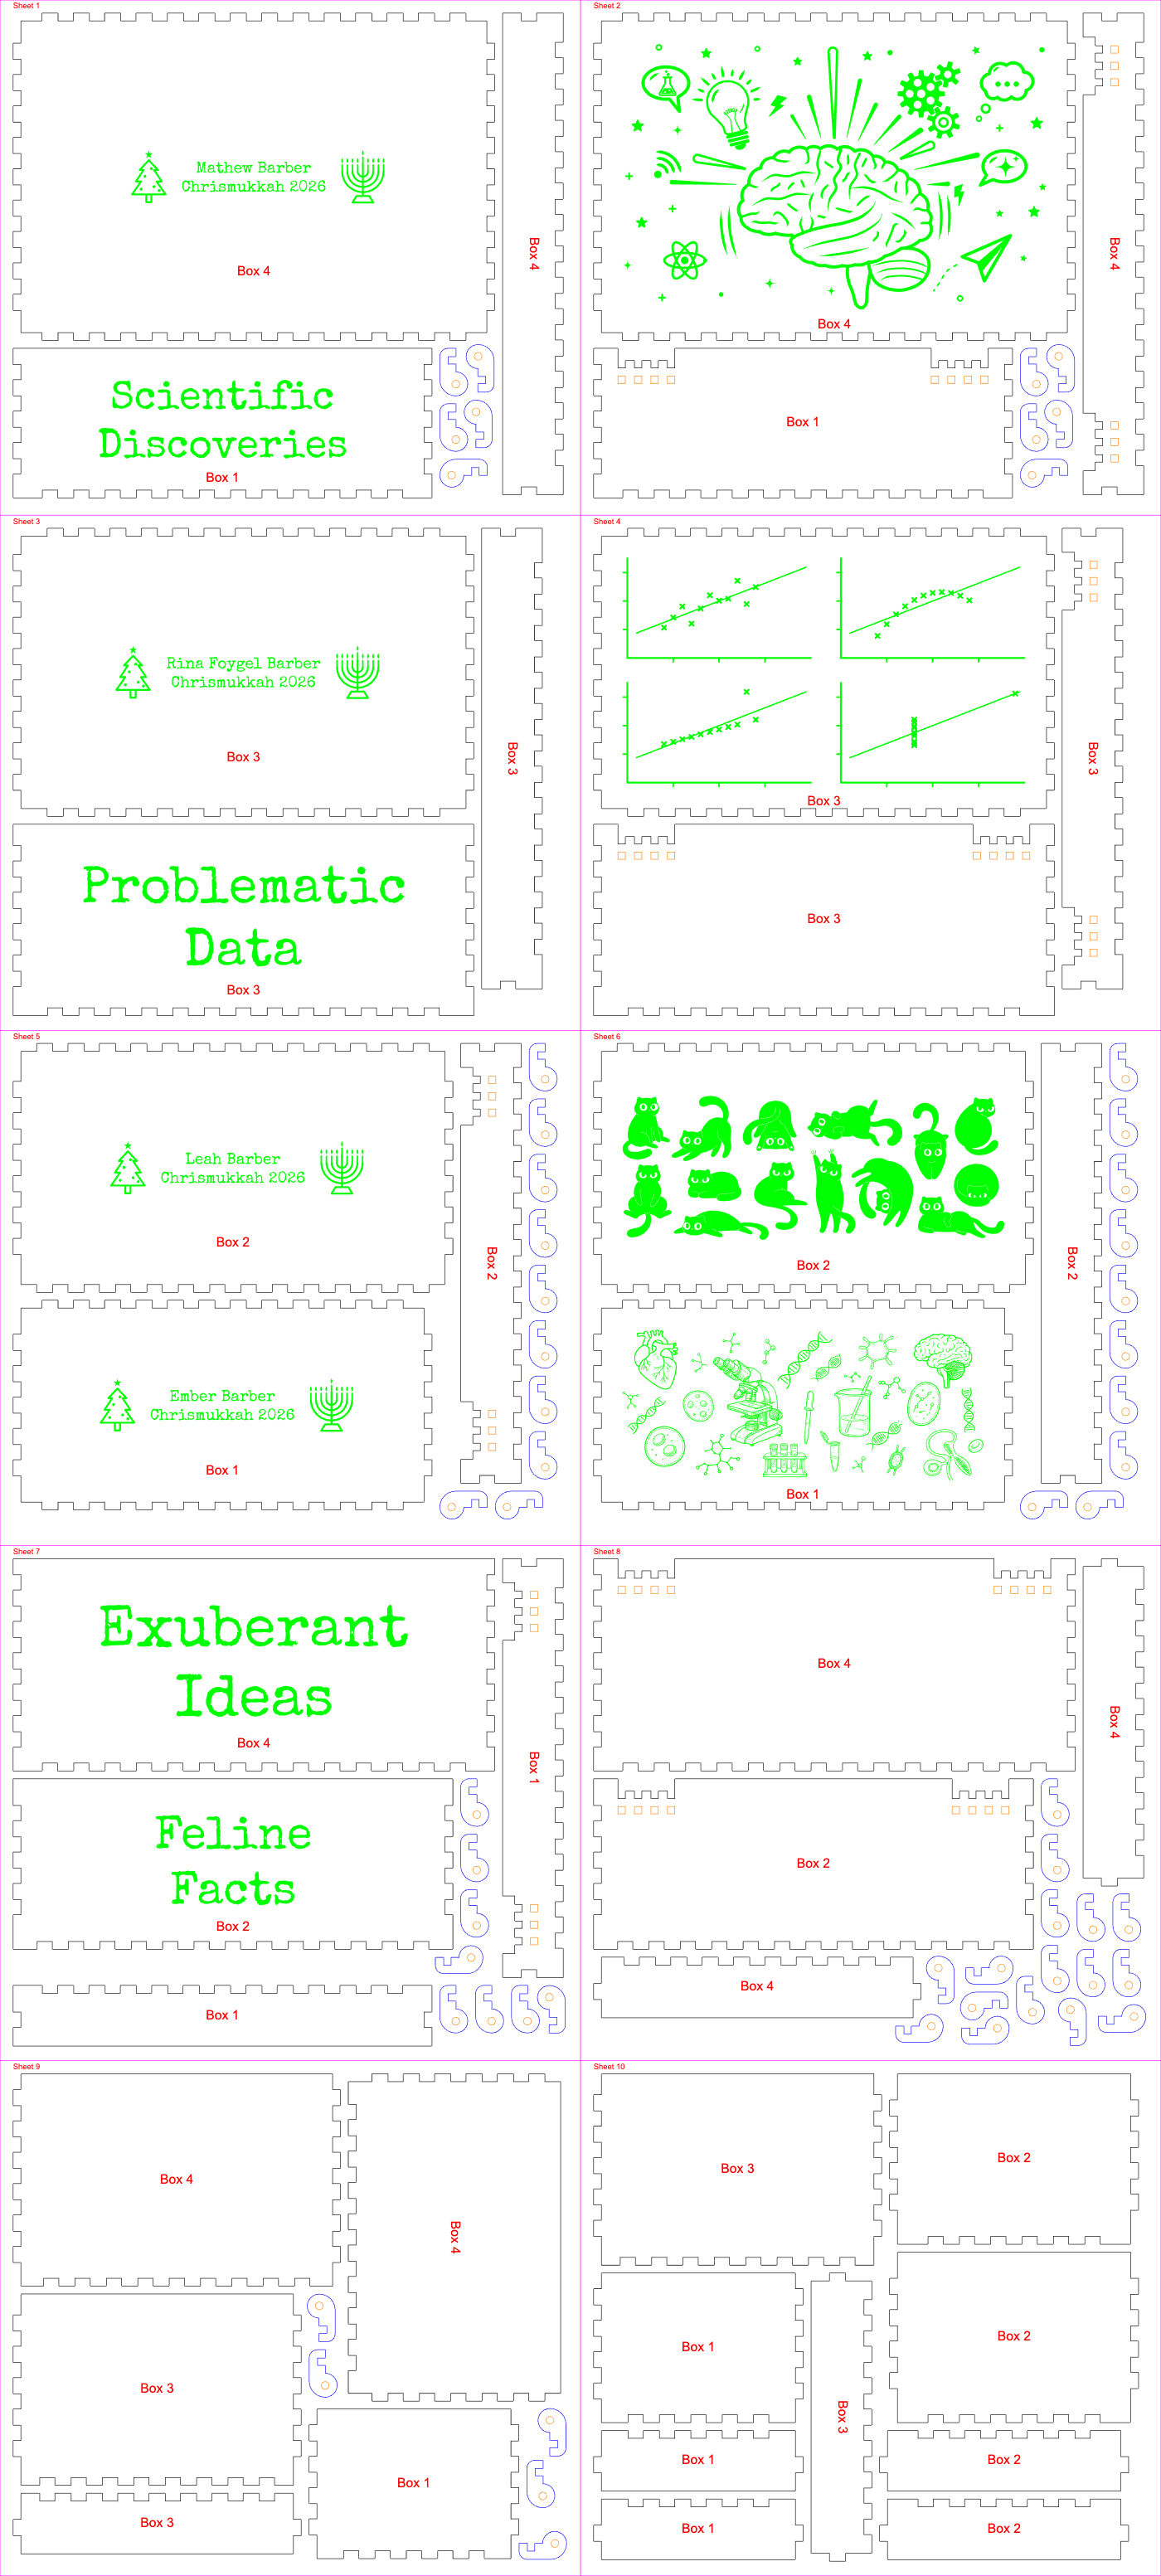 Sheet 1
Mathew Barber
Chrismukkah 2026
Box 4
Box 4
Scientific
Discoveries
Box 1
Sheet 2
Box 4
Box 4
Box 1
Sheet 3
Rina Foygel Barber
Chrismukkah 2026
Box 3
Box 3
Problematic
Data
Box 3
Sheet 4
Box 3
Box 3
Box 3
Sheet 5
Leah Barber
Chrismukkah 2026
Box 2
Box 2
Ember Barber
Chrismukkah 2026
Box 1
Sheet 6
Box 2
Box 2
Box 1
Sheet 7
Exuberant
Ideas
Box 4
Box 1
Feline
Facts
Box 2
Box 1
Sheet 8
Box 4
Box 4
Box 2
Box 4
Sheet 9
Box 4
Box 4
Box 3
Box 1
Box 3
Sheet 10
Box 3
Box 2
Box 1
Box 2
Box 3
Box 1
Box 2
Box 1
Box 2